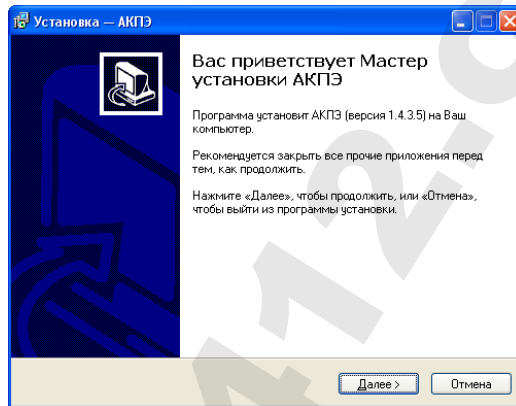 Установка — АКПЭ
Вас приветствует Мастер
установки АКПЭ
Программа установит АКПЭ (версия 1.4.3.5) на Ваш
компьютер.
Рекомендуется закрыть все прочие приложения перед
тем, как продолжить.
Нажмите «Далее», чтобы продолжить, или «Отмена»,
чтобы выйти из программы установки.
Далее >
Отмена